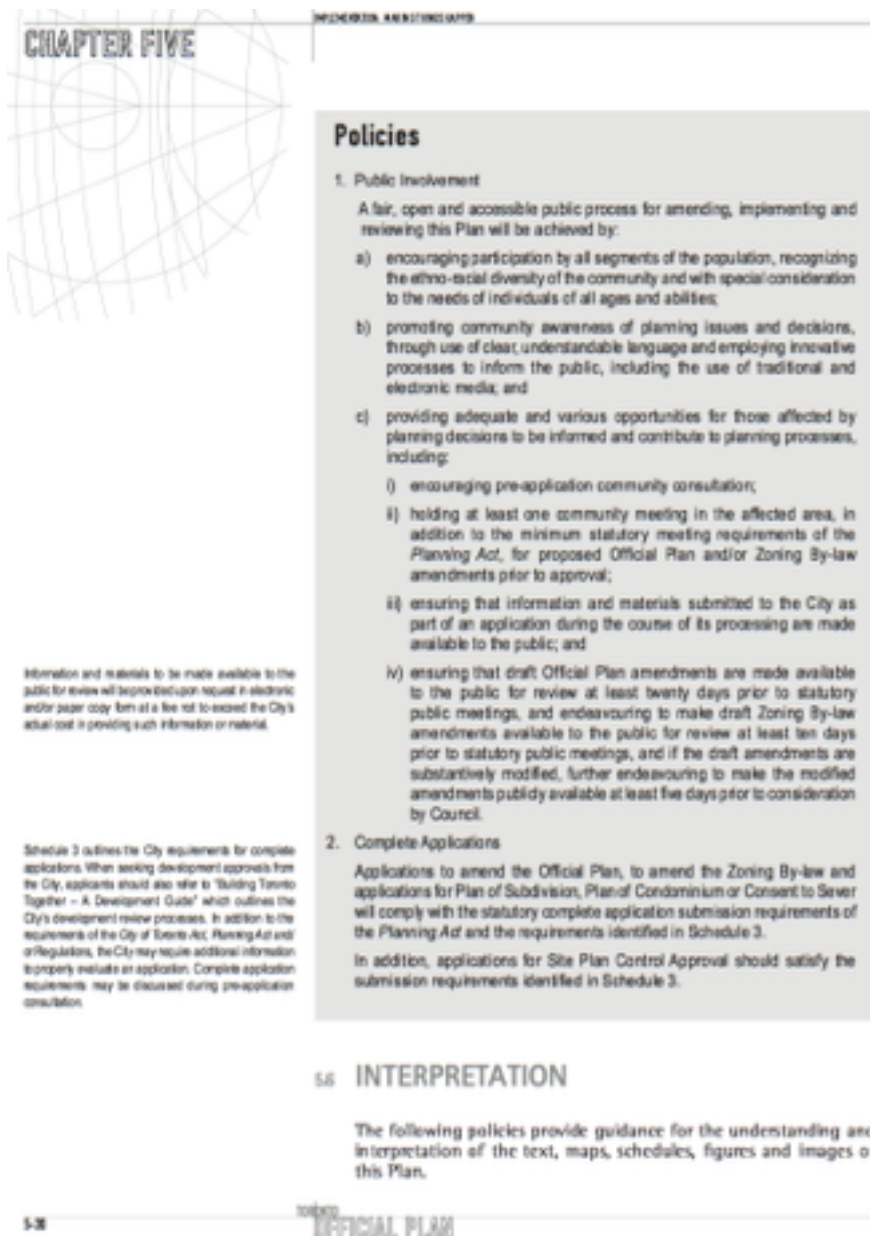 IMPLEMENTATION: MAKING THINGS HAPPEN
CHAPTER FIVE
Policies
1. Public Involvement
A fair, open and accessible public process for amending, implementing and
reviewing this Plan will be achieved by:
a) encouraging participation by all segments of the population, recognizing
the ethno-racial diversity of the community and with special consideration
to the needs of individuals of all ages and abilities;
b) promoting community awareness of planning issues and decisions,
through use of clear, understandable language and employing innovative
processes to inform the public, including the use of traditional and
electronic media; and
c) providing adequate and various opportunities for those affected by
planning decisions to be informed and contribute to planning processes,
including:
i) encouraging pre-application community consultation;
ii) holding at least one community meeting in the affected area, in
addition to the minimum statutory meeting requirements of the
Planning Act, for proposed Official Plan and/or Zoning By-law
amendments prior to approval;
iii) ensuring that information and materials submitted to the City as
part of an application during the course of its processing are made
available to the public; and
iv) ensuring that draft Official Plan amendments are made available
to the public for review at least twenty days prior to statutory
public meetings, and endeavouring to make draft Zoning By-law
amendments available to the public for review at least ten days
prior to statutory public meetings, and if the draft amendments are
substantively modified, further endeavouring to make the modified
amendments publicly available at least five days prior to consideration
by Council.
Information and materials to be made available to the
public for review will be provided upon request in electronic
and/or paper copy form at a fee not to exceed the City's
actual cost in providing such information or material.
2. Complete Applications
Applications to amend the Official Plan, to amend the Zoning By-law and
applications for Plan of Subdivision, Plan of Condominium or Consent to Sever
will comply with the statutory complete application submission requirements of
the Planning Act and the requirements identified in Schedule 3.
In addition, applications for Site Plan Control Approval should satisfy the
submission requirements identified in Schedule 3.
Schedule 3 outlines the City requirements for complete
applications. When seeking development approvals from
the City, applicants should also refer to "Building Toronto
Together – A Development Guide" which outlines the
City's development review processes. In addition to the
requirements of the City of Toronto Act, Planning Act and/
or Regulations, the City may require additional information
to properly evaluate an application. Complete application
requirements may be discussed during pre-application
consultation.
5.6 INTERPRETATION
The following policies provide guidance for the understanding and
interpretation of the text, maps, schedules, figures and images o
this Plan.
5-20
TORONTO
OFFICIAL PLAN